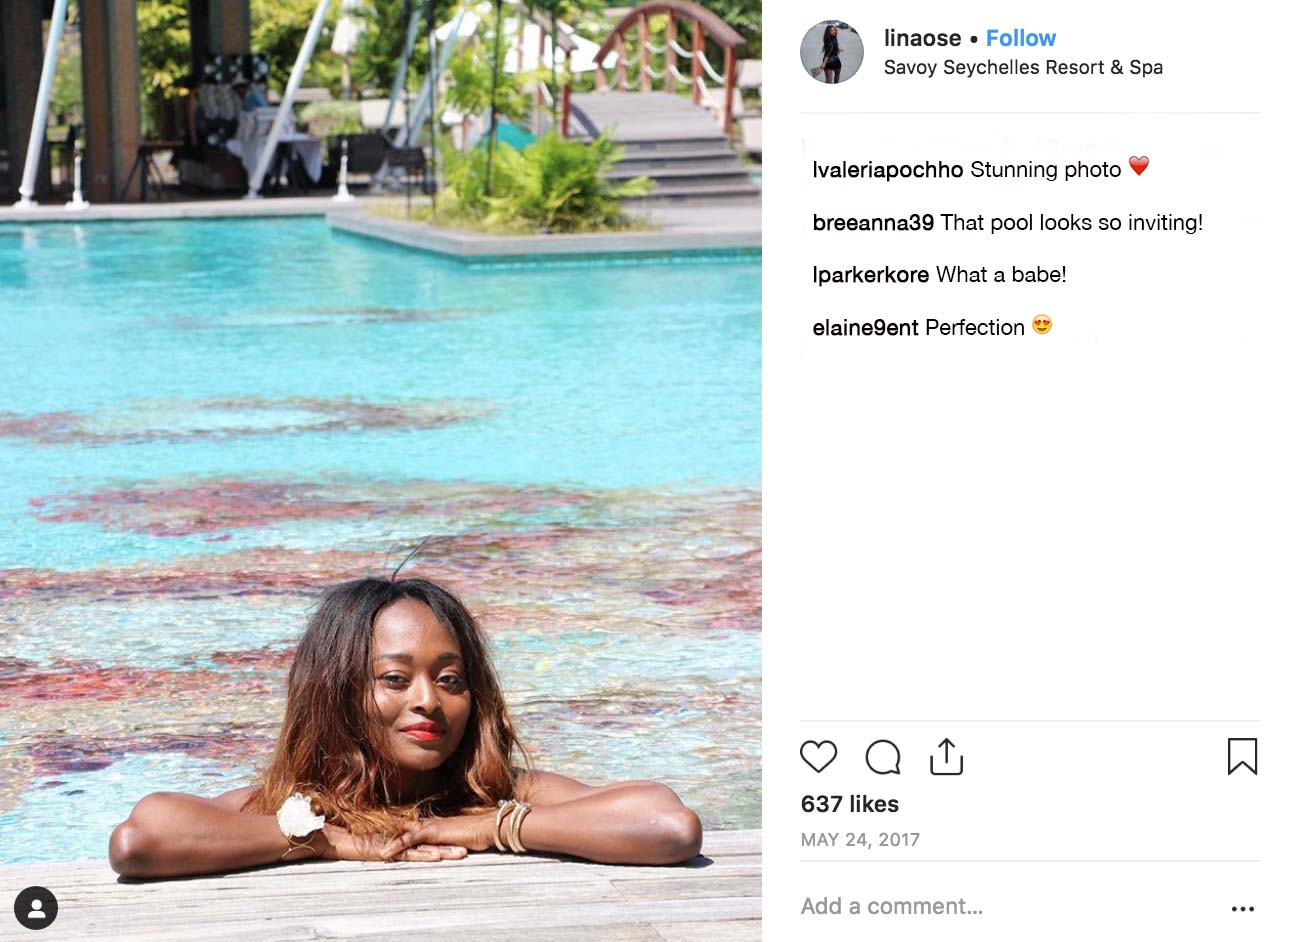 linaose • Follow
Savoy Seychelles Resort & Spa
lvaleriapochho Stunning photo ❤️
breeanna39 That pool looks so inviting!
lparkerkore What a babe!
elaine9ent Perfection 😍
637 likes
MAY 24, 2017
Add a comment...